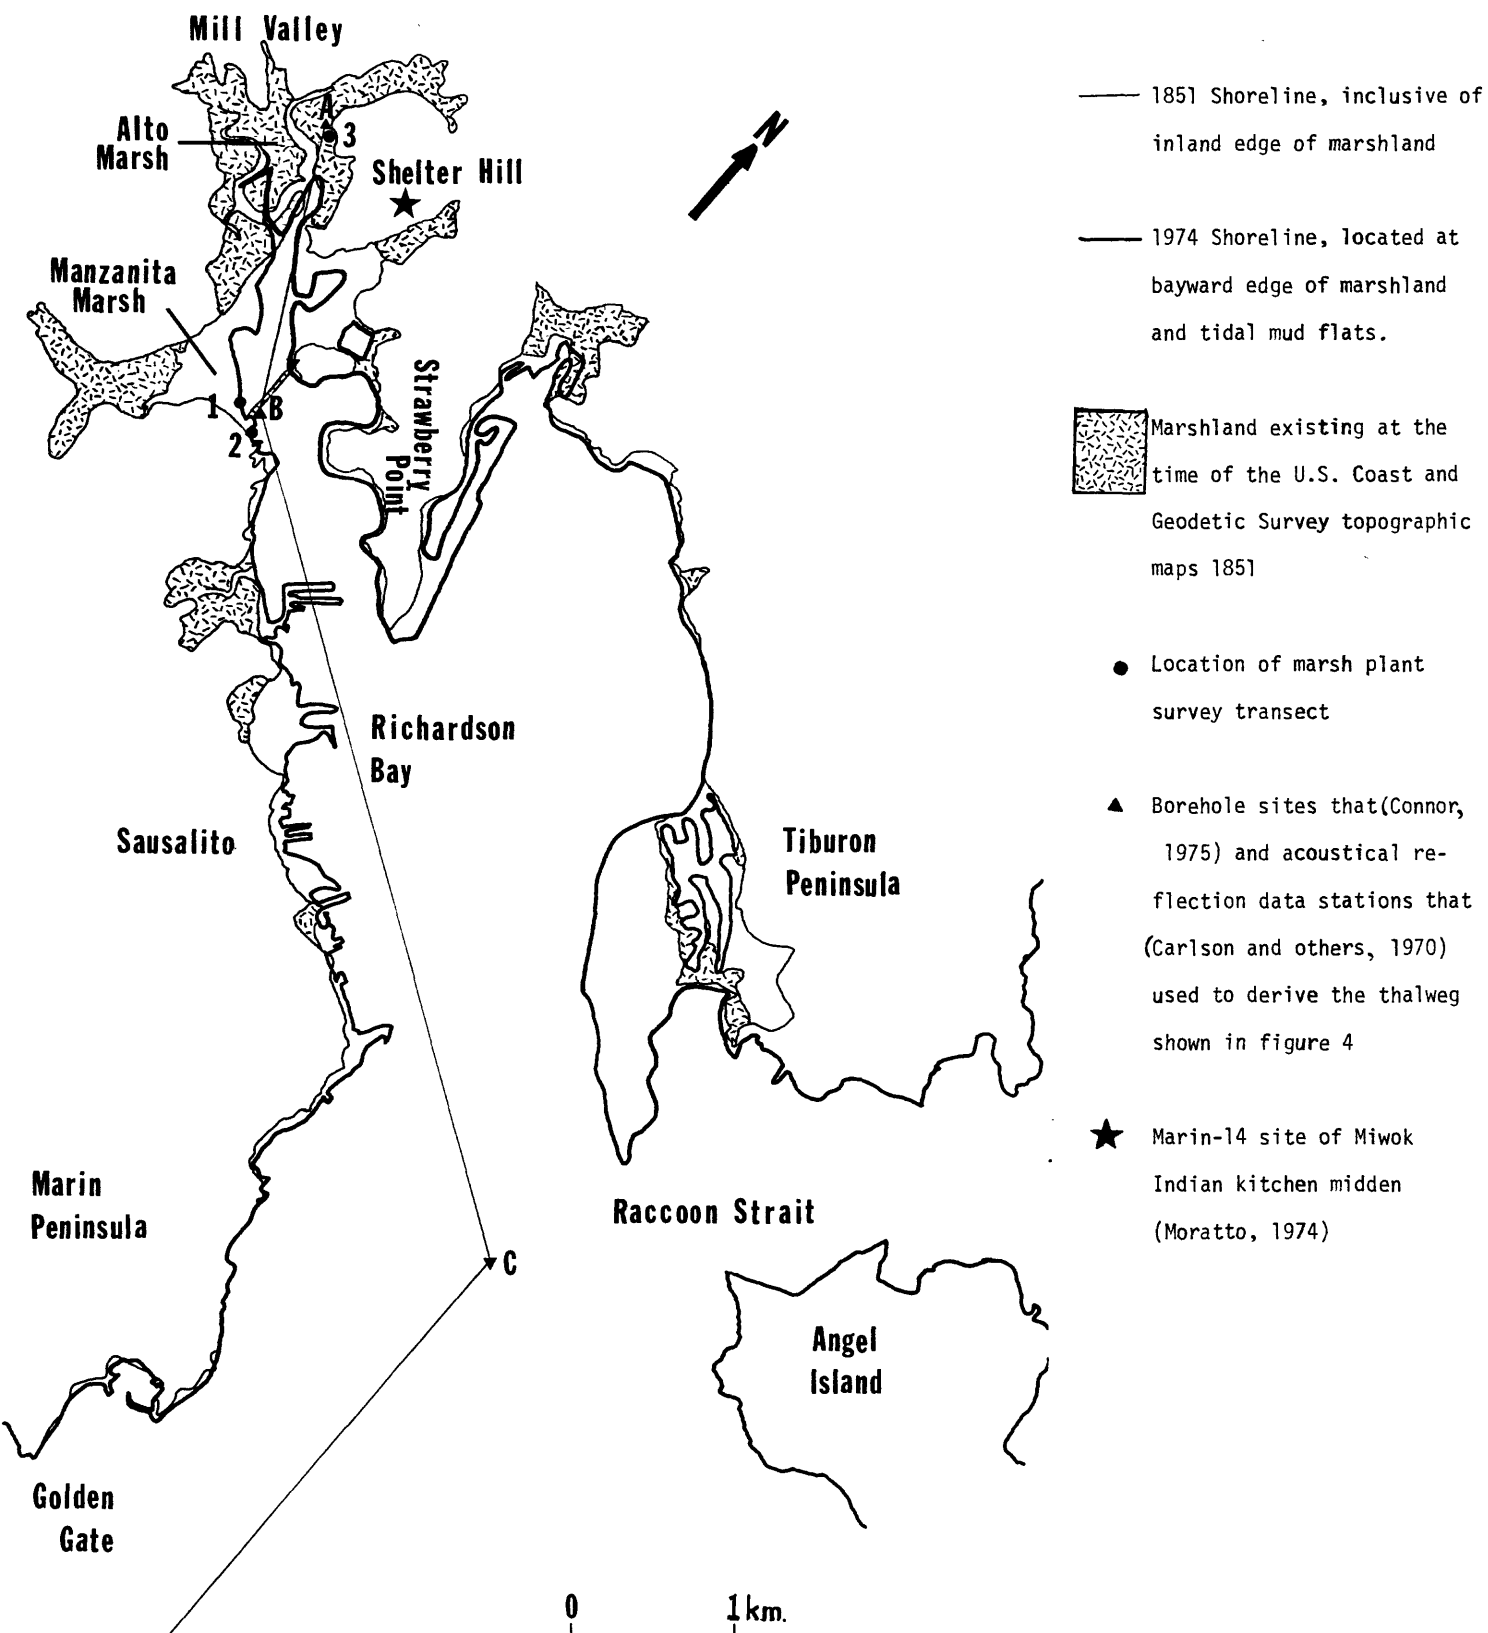 Mill Valley
A
3
Alto
Marsh
Shelter Hill
N
Manzanita
Marsh
1
B
2
Strawberry
Point
Richardson
Bay
Sausalito
Tiburon
Peninsula
Marin
Peninsula
Raccoon Strait
C
Angel
Island
Golden
Gate
0 1 km.
1851 Shoreline, inclusive of
inland edge of marshland
1974 Shoreline, located at
bayward edge of marshland
and tidal mud flats.
Marshland existing at the
time of the U.S. Coast and
Geodetic Survey topographic
maps 1851
Location of marsh plant
survey transect
Borehole sites that(Connor,
1975) and acoustical re-
flection data stations that
(Carlson and others, 1970)
used to derive the thalweg
shown in figure 4
Marin-14 site of Miwok
Indian kitchen midden
(Moratto, 1974)